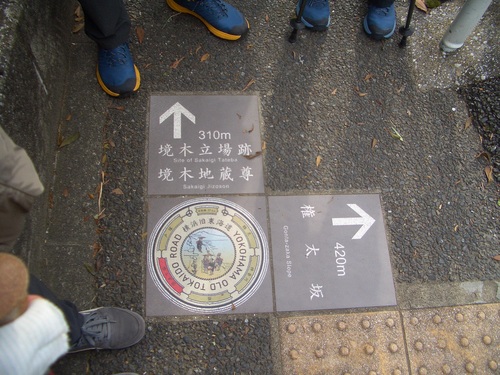 310m
境木立場跡
Site of Sakaigi Tateba
境木地蔵尊
Sakaigi Jizoson
横浜旧東海道
YOKOHAMA OLD TOKAIDO ROAD
権太坂
Gonta-zaka Slope
420m